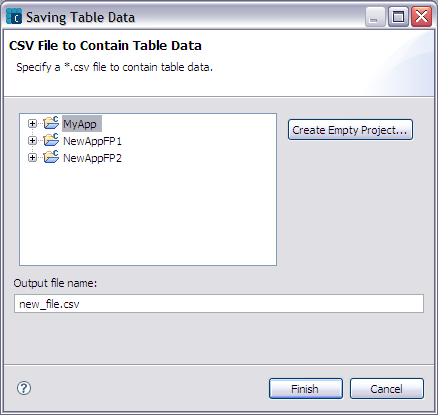 Saving Table Data
CSV File to Contain Table Data
Specify a *.csv file to contain table data.
MyApp
NewAppFP1
NewAppFP2
Create Empty Project...
Output file name:
new_file.csv
Finish
Cancel